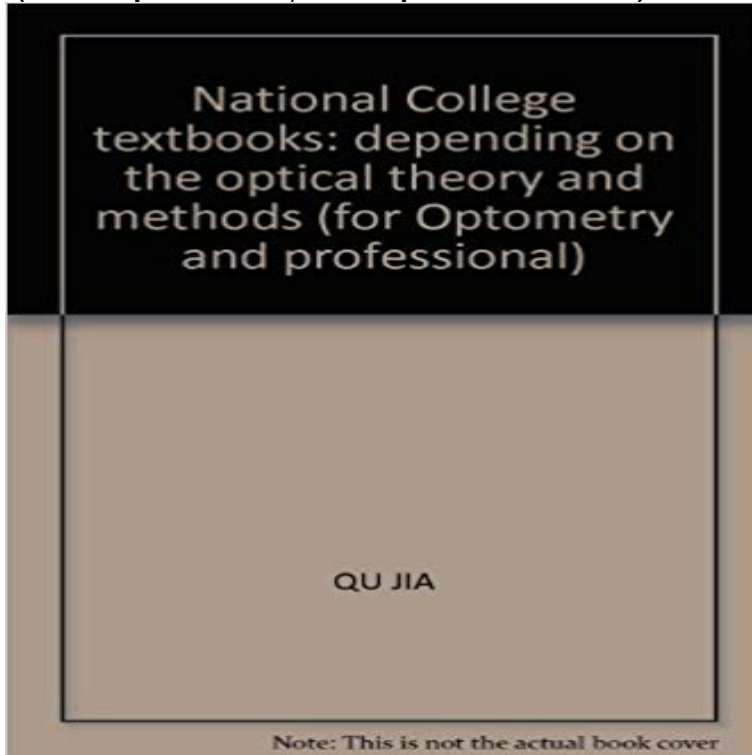 National College
textbooks: depending on
the optical theory and
methods (for Optometry
and professional)
QU JIA
Note: This is not the actual book cover